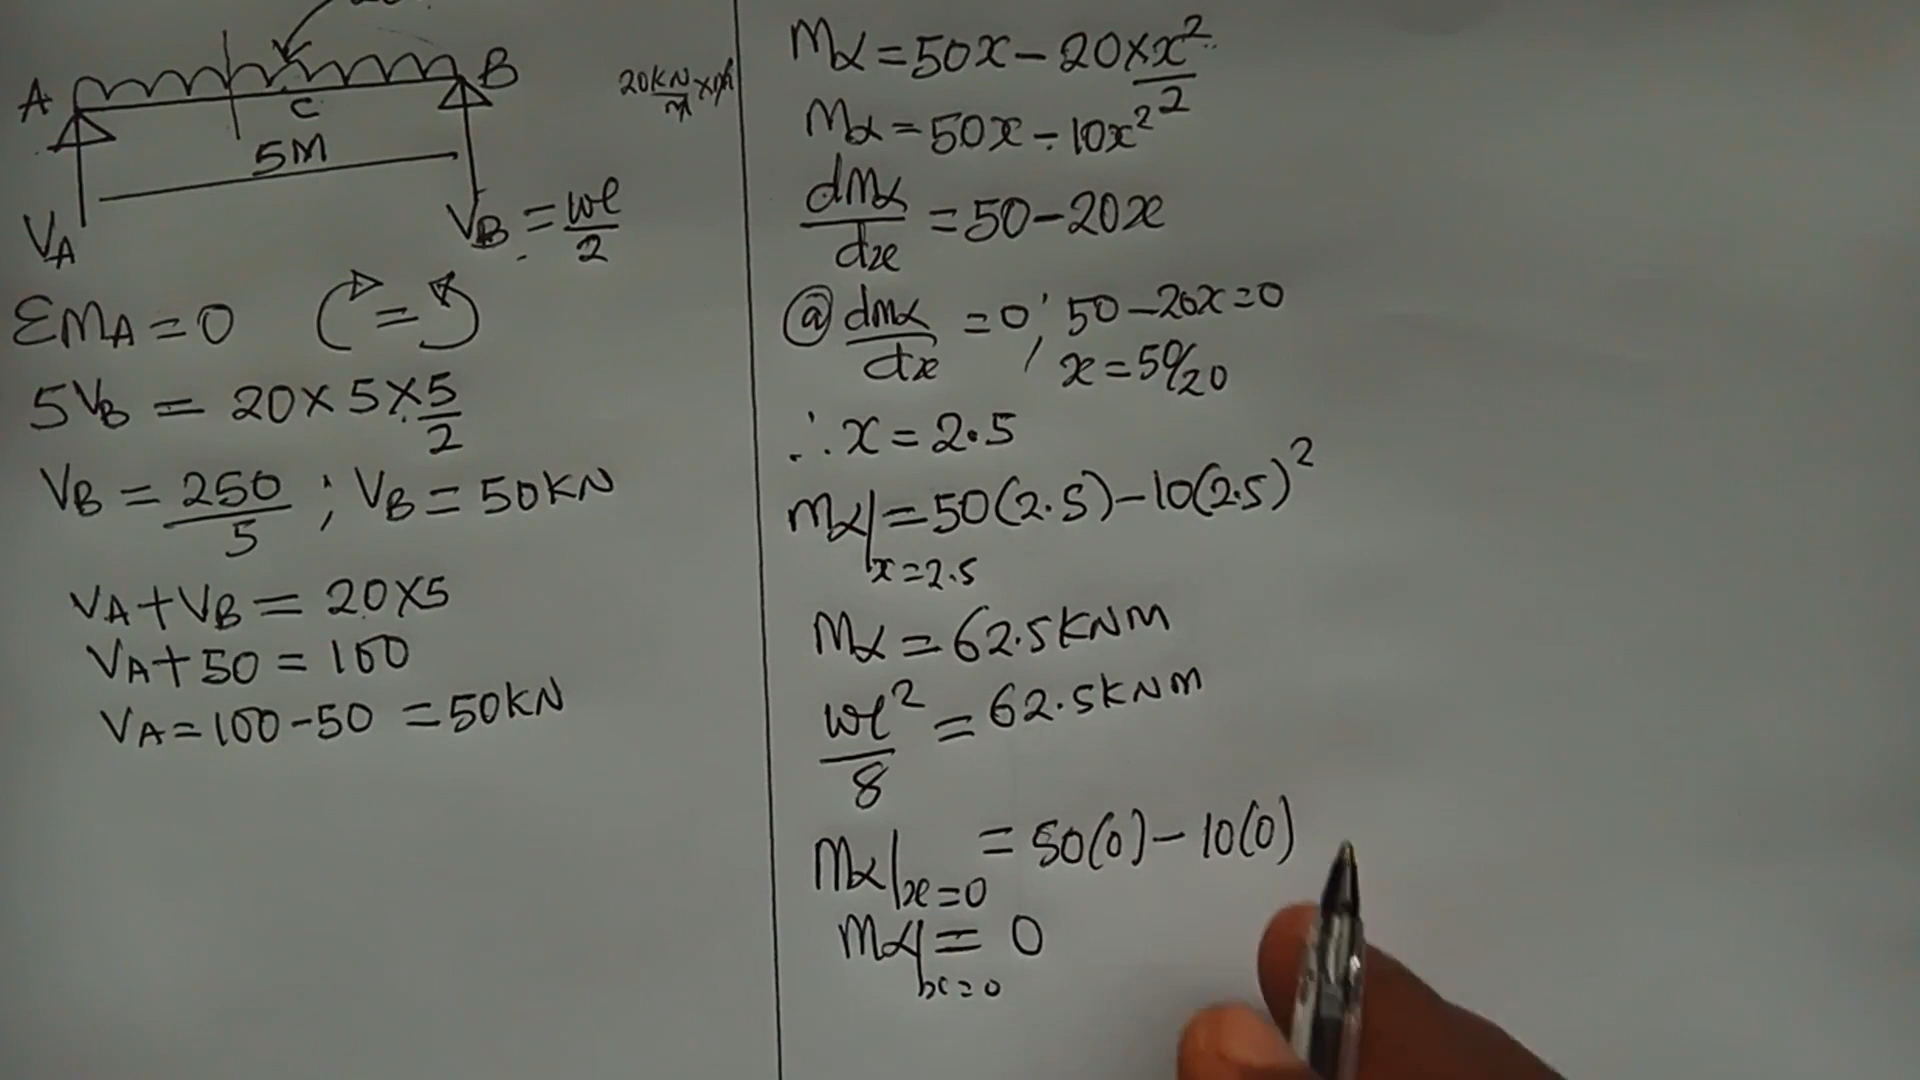 A B
C
5M
VA
VB = wl/2
20KN/m × m
ΣMA = 0 ( = )
5VB = 20 × 5 × 5/2
VB = 250/5 ; VB = 50KN
VA + VB = 20×5
VA + 50 = 100
VA = 100 - 50 = 50KN
Mx = 50x - 20 × x²/2
Mx = 50x - 10x²
dMx/dx = 50 - 20x
@ dMx/dx = 0 ; 50 - 20x = 0
x = 50/20
∴ x = 2.5
Mx|x=2.5 = 50(2.5) - 10(2.5)²
Mx = 62.5KNM
wl²/8 = 62.5KNM
Mx|x=0 = 50(0) - 10(0)
Mx|x=0 = 0